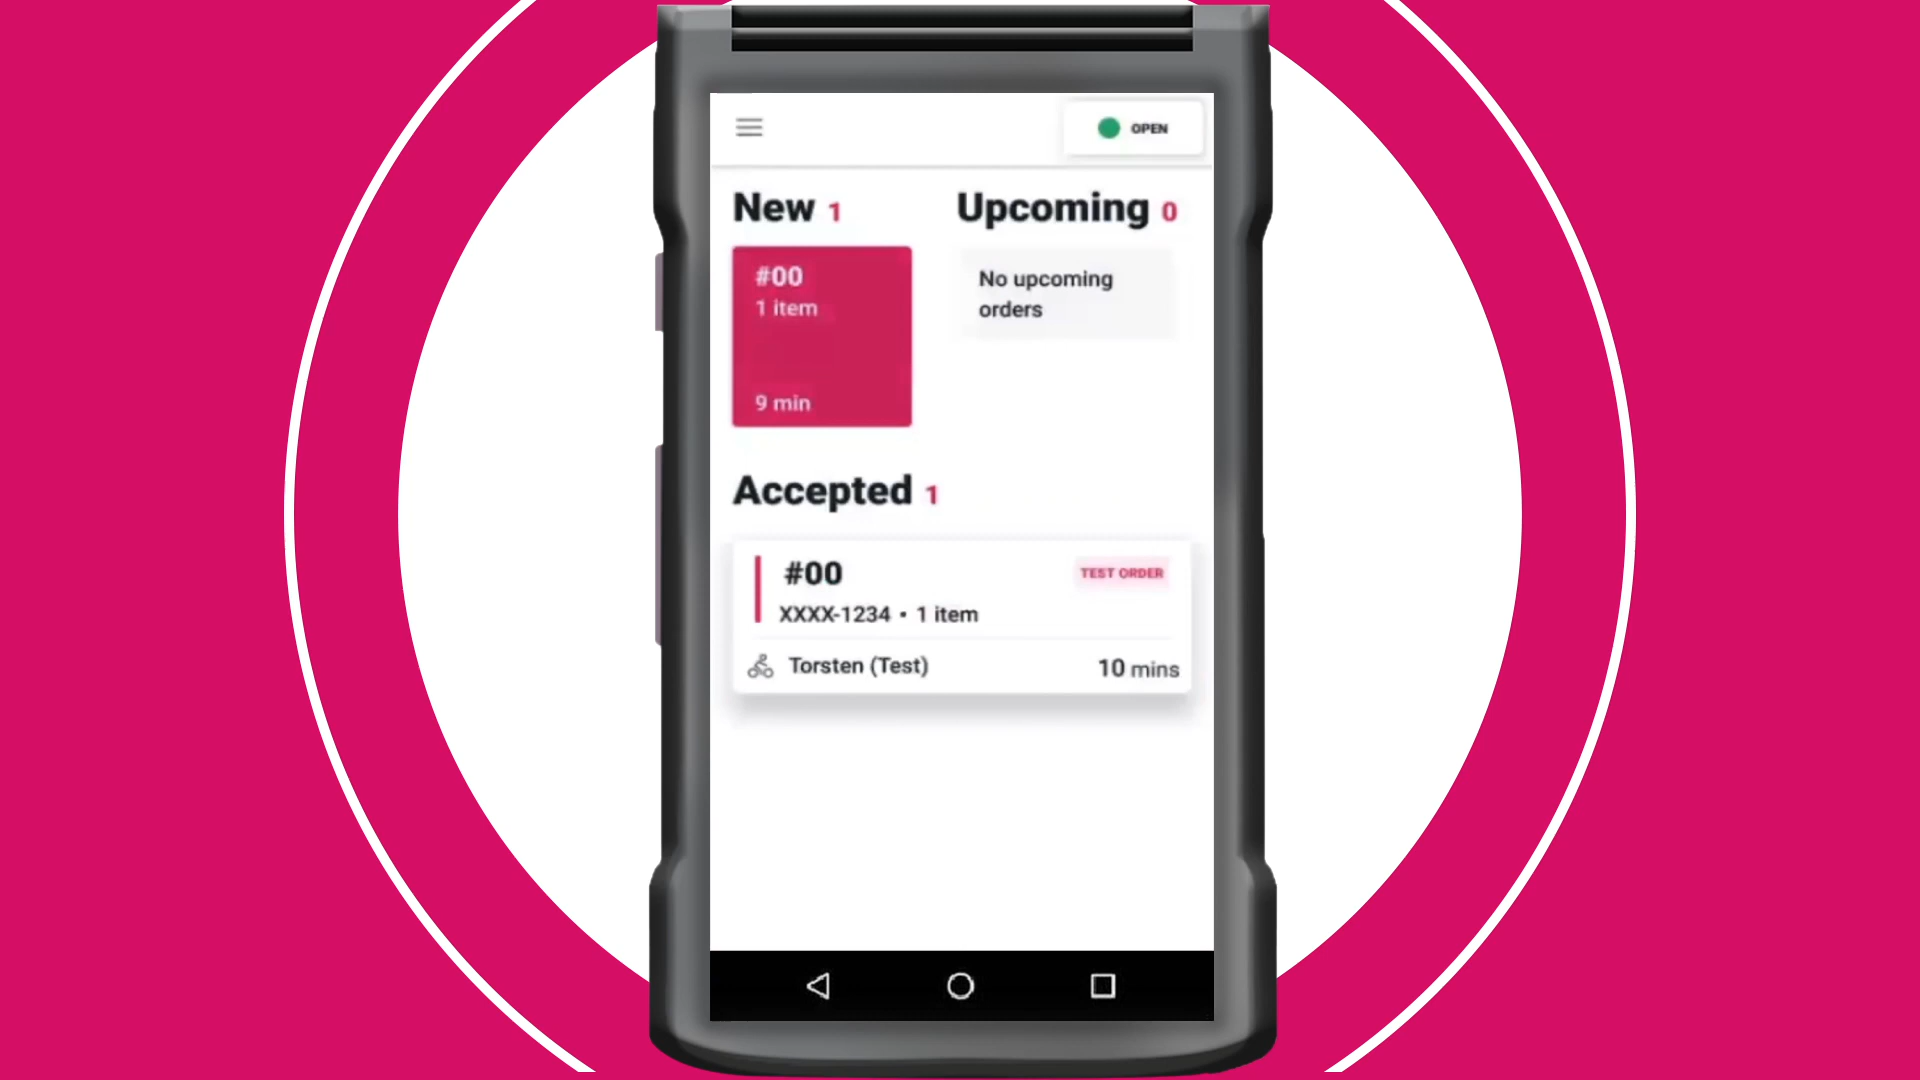 OPEN
New 1
#00
1 item
9 min
Upcoming 0
No upcoming
orders
Accepted 1
#00
TEST ORDER
XXXX-1234 • 1 item
Torsten (Test)
10 mins